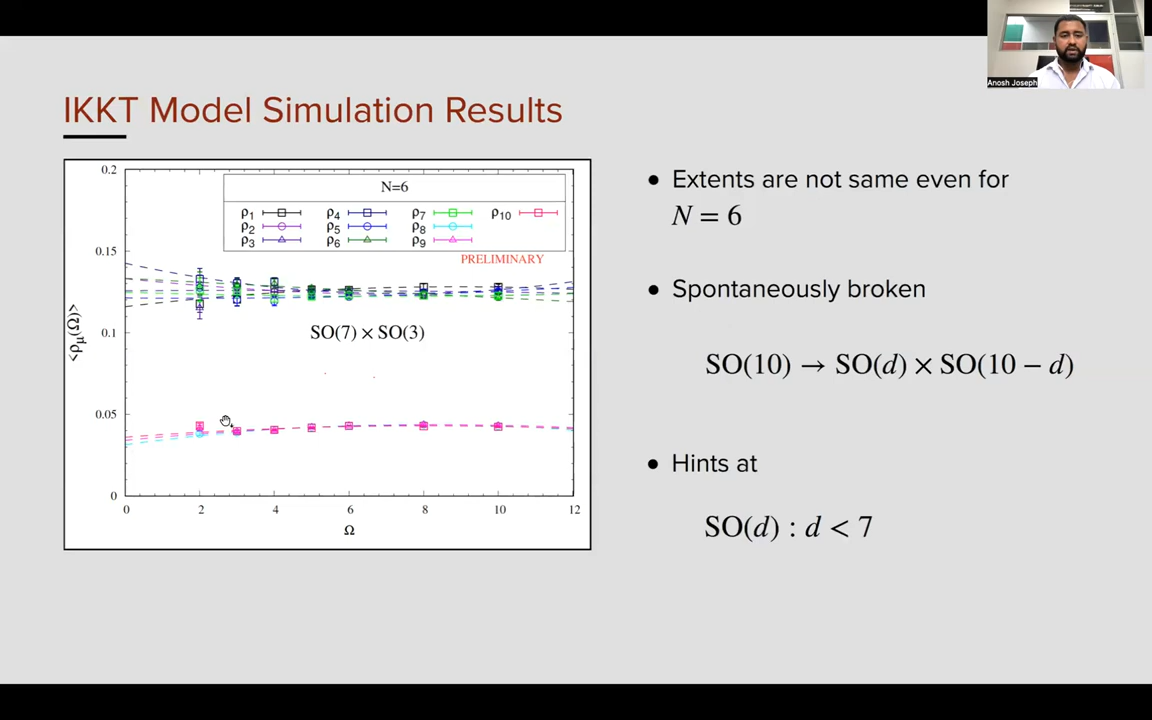 Anosh Joseph
IKKT Model Simulation Results
N=6
ρ₁ ρ₄ ρ₇ ρ₁₀
ρ₂ ρ₅ ρ₈
ρ₃ ρ₆ ρ₉
PRELIMINARY
0.2
0.15
0.1
0.05
0
<ρ_μ(Ω)>
SO(7) × SO(3)
0 2 4 6 8 10 12
Ω
● Extents are not same even for
N = 6
● Spontaneously broken
SO(10) → SO(d) × SO(10 − d)
● Hints at
SO(d) : d < 7